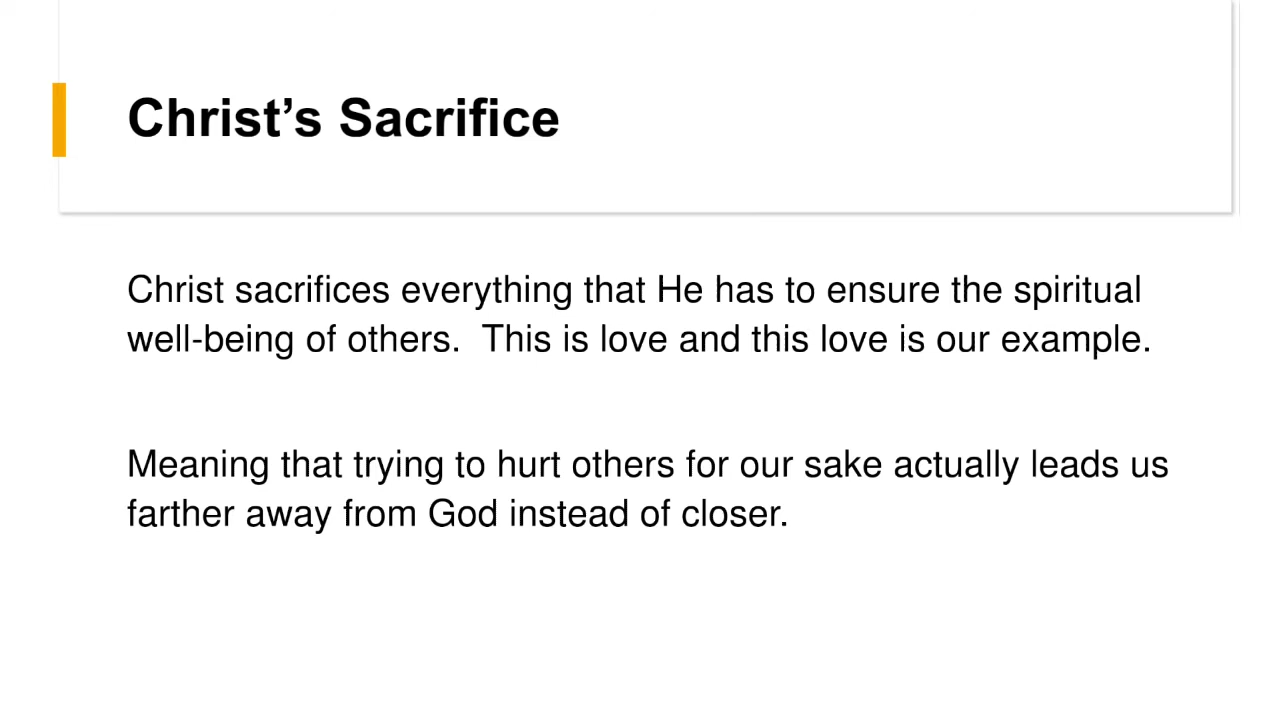 Christ’s Sacrifice
Christ sacrifices everything that He has to ensure the spiritual
well-being of others.  This is love and this love is our example.
Meaning that trying to hurt others for our sake actually leads us
farther away from God instead of closer.